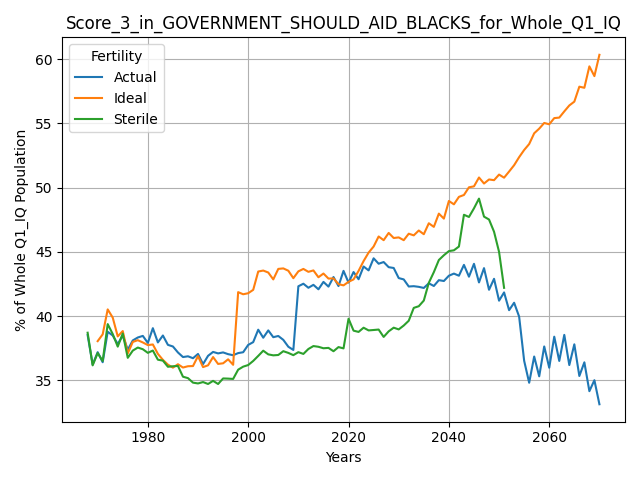 Score_3_in_GOVERNMENT_SHOULD_AID_BLACKS_for_Whole_Q1_IQ
Fertility
Actual
Ideal
Sterile
% of Whole Q1_IQ Population
60
55
50
45
40
35
1980
2000
2020
2040
2060
Years